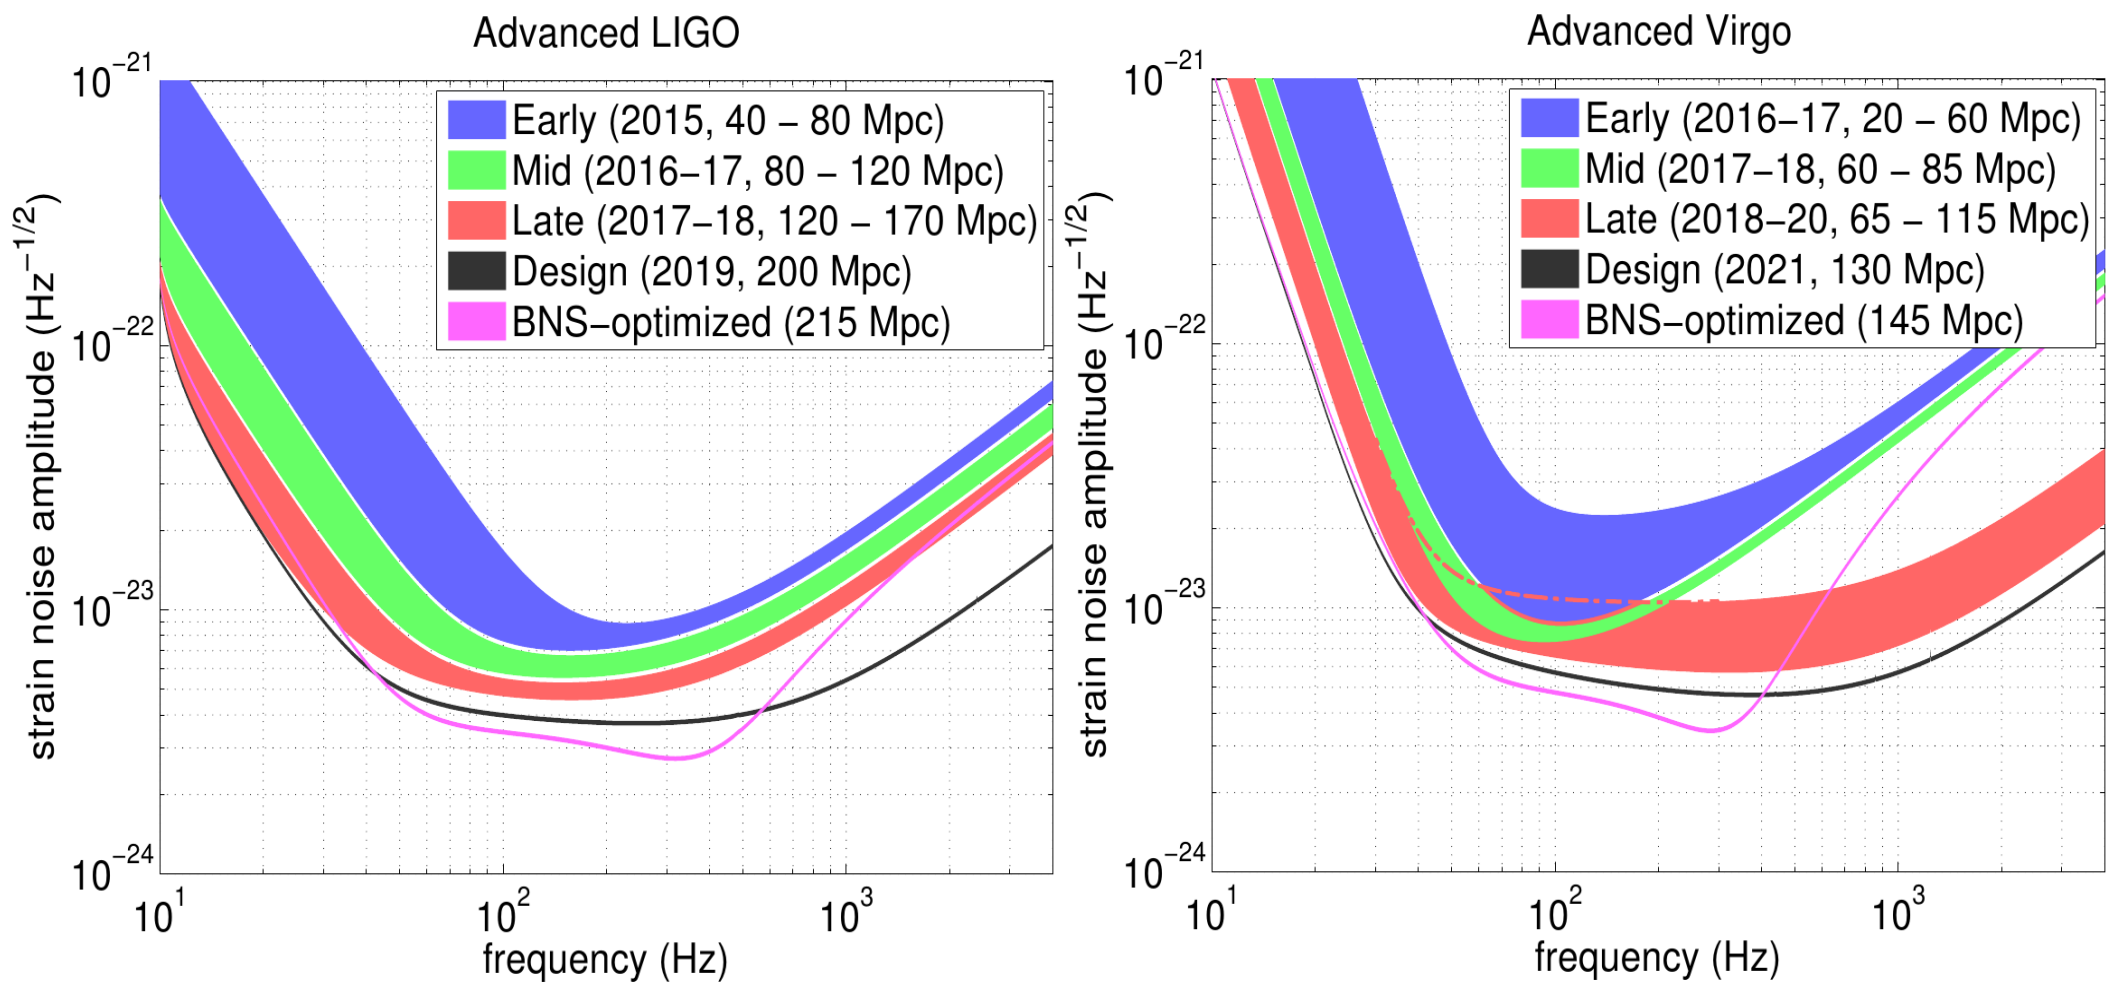 Advanced LIGO
10^−21
10^−22
10^−23
10^−24
strain noise amplitude (Hz^−1/2)
Early (2015, 40 − 80 Mpc)
Mid (2016−17, 80 − 120 Mpc)
Late (2017−18, 120 − 170 Mpc)
Design (2019, 200 Mpc)
BNS−optimized (215 Mpc)
10^1
10^2
10^3
frequency (Hz)
Advanced Virgo
10^−21
10^−22
10^−23
10^−24
strain noise amplitude (Hz^−1/2)
Early (2016−17, 20 − 60 Mpc)
Mid (2017−18, 60 − 85 Mpc)
Late (2018−20, 65 − 115 Mpc)
Design (2021, 130 Mpc)
BNS−optimized (145 Mpc)
10^1
10^2
10^3
frequency (Hz)